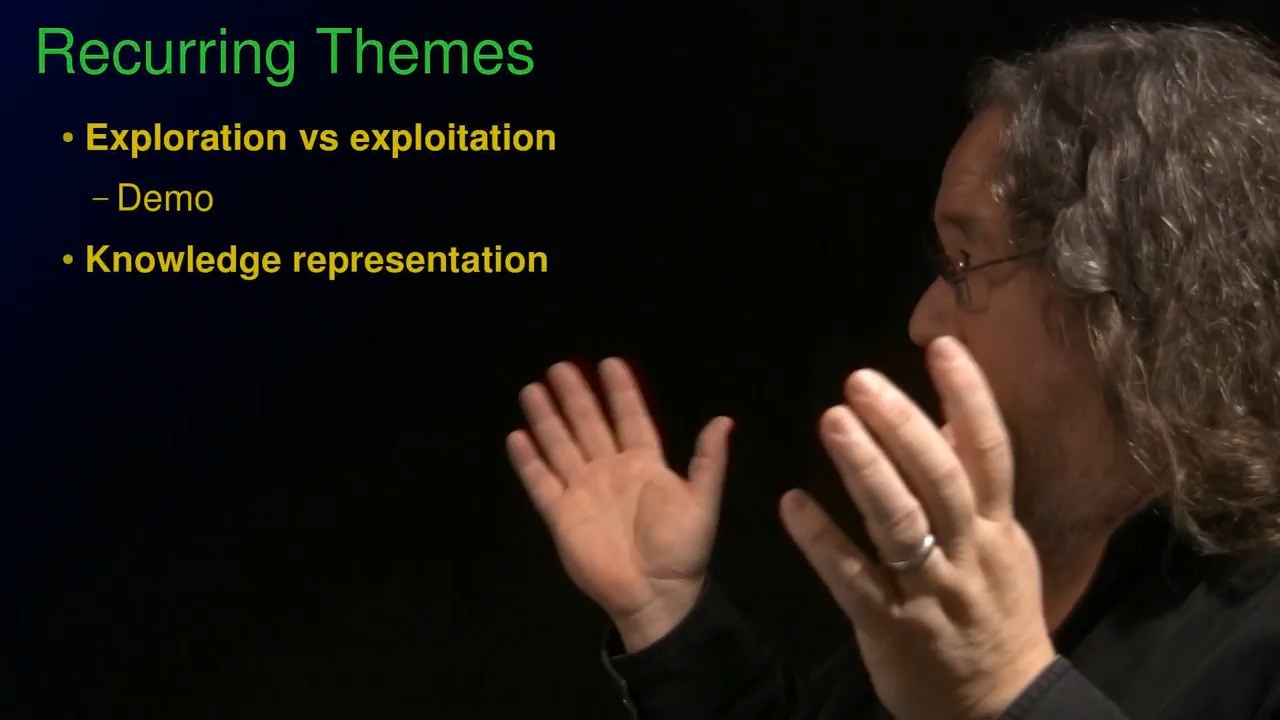 Recurring Themes
• Exploration vs exploitation
– Demo
• Knowledge representation